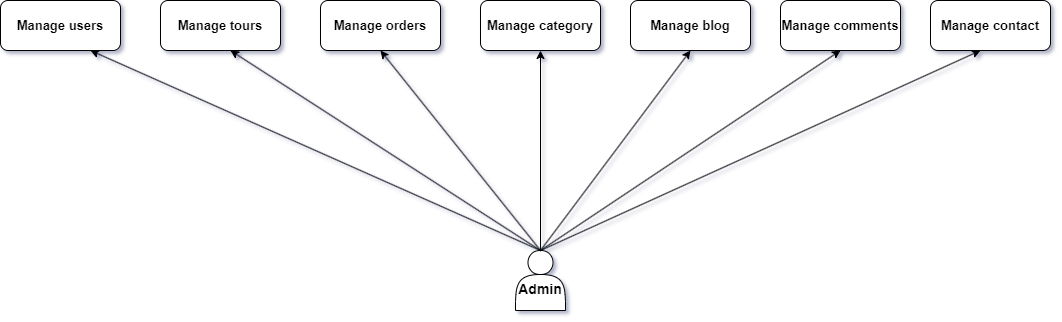 Manage users
Manage tours
Manage orders
Manage category
Manage blog
Manage comments
Manage contact
Admin